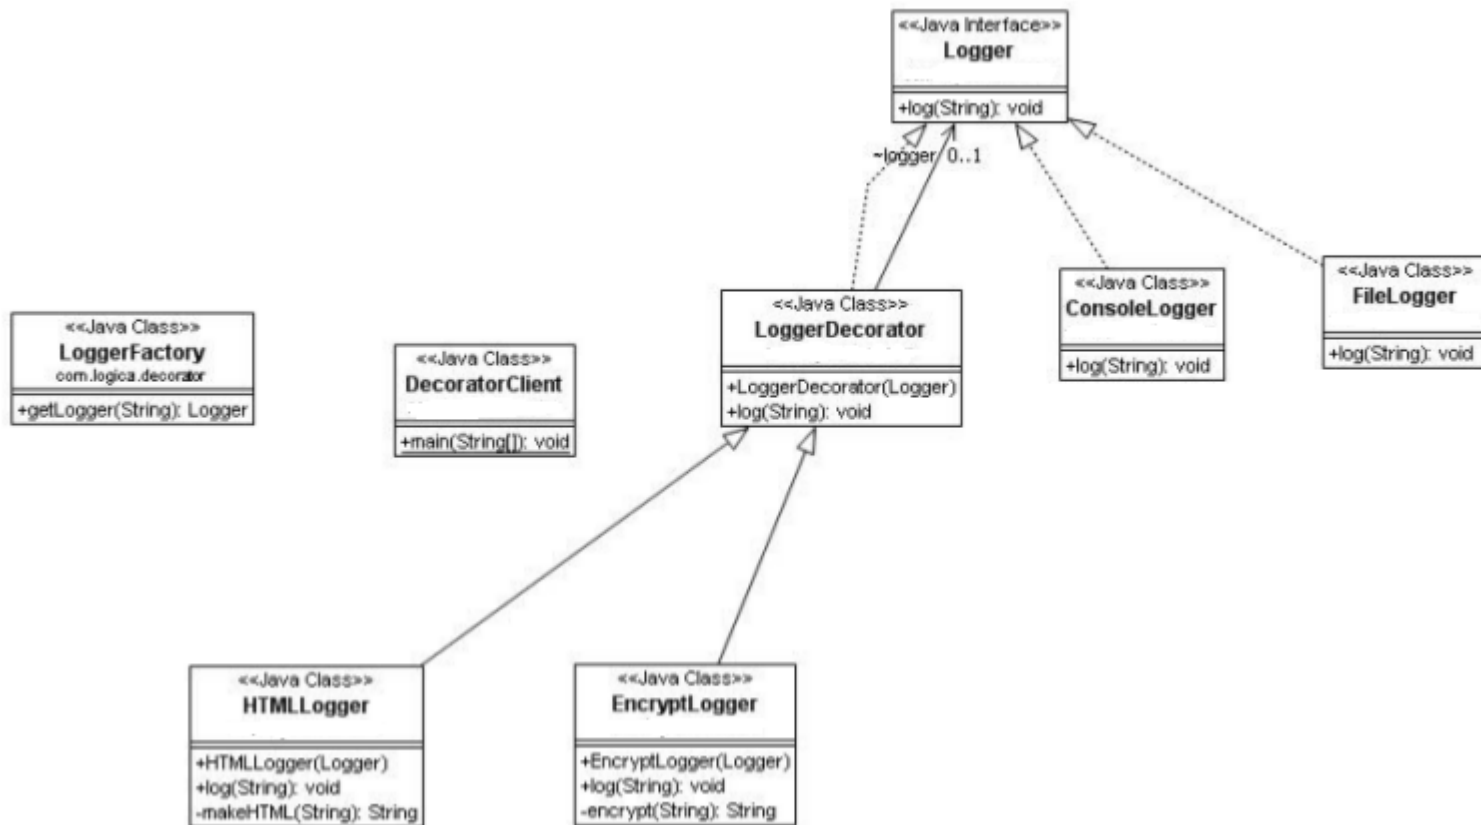 <<Java Interface>>
Logger
+log(String): void
~logger 0..1
<<Java Class>>
LoggerFactory
com.logica.decorator
+getLogger(String): Logger
<<Java Class>>
DecoratorClient
+main(String[]): void
<<Java Class>>
LoggerDecorator
+LoggerDecorator(Logger)
+log(String): void
<<Java Class>>
ConsoleLogger
+log(String): void
<<Java Class>>
FileLogger
+log(String): void
<<Java Class>>
HTMLLogger
+HTMLLogger(Logger)
+log(String): void
-makeHTML(String): String
<<Java Class>>
EncryptLogger
+EncryptLogger(Logger)
+log(String): void
-encrypt(String): String